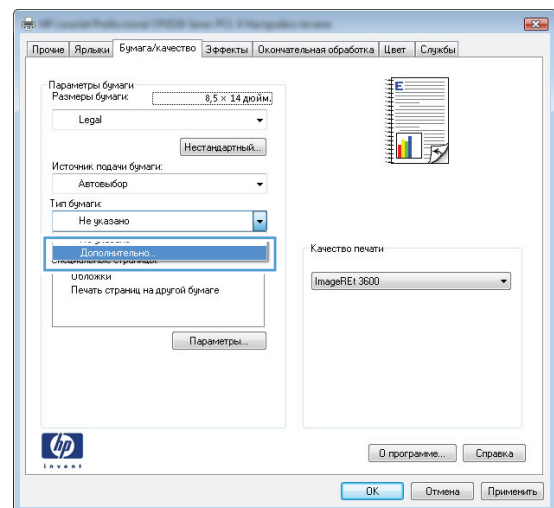 Прочие Ярлыки Бумага/качество Эффекты Окончательная обработка Цвет Службы
Параметры бумаги
Размеры бумаги: 8,5 × 14 дюйм.
Legal
Нестандартный...
Источник подачи бумаги:
Автовыбор
Тип бумаги:
Не указано
Дополнительно...
Обложки
Печать страниц на другой бумаге
Параметры...
E
Качество печати
ImageREt 3600
hp
invent
О программе... Справка
OK Отмена Применить